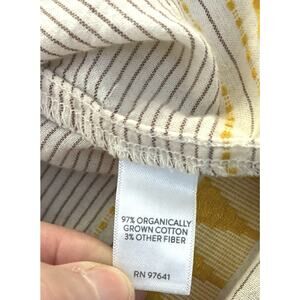 97% ORGANICALLY
GROWN COTTON
3% OTHER FIBER
RN 97641